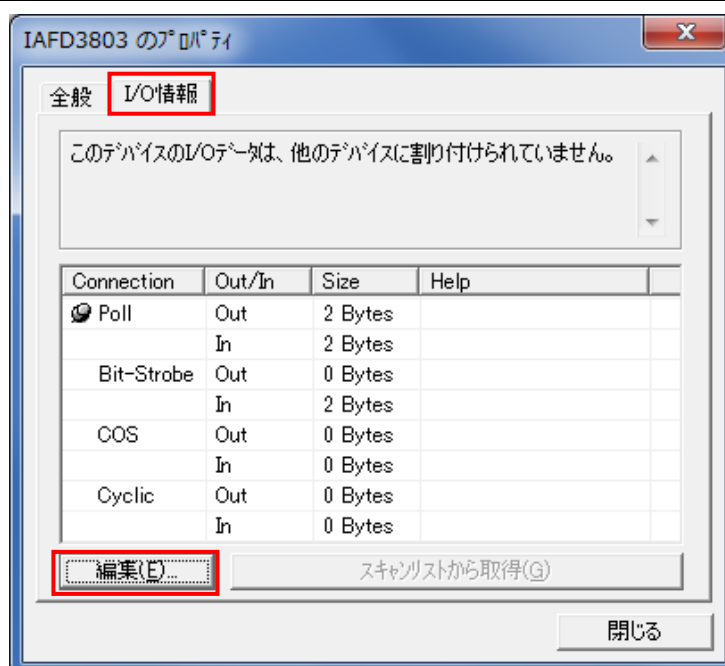 IAFD3803 のﾌﾟﾛﾊﾟﾃｨ
全般 I/O情報
このﾃﾞﾊﾞｲｽのI/Oﾃﾞｰﾀは、他のﾃﾞﾊﾞｲｽに割り付けられていません。
Connection Out/In Size Help
Poll Out 2 Bytes
In 2 Bytes
Bit-Strobe Out 0 Bytes
In 2 Bytes
COS Out 0 Bytes
In 0 Bytes
Cyclic Out 0 Bytes
In 0 Bytes
編集(E)... ｽｷｬﾝﾘｽﾄから取得(G)
閉じる